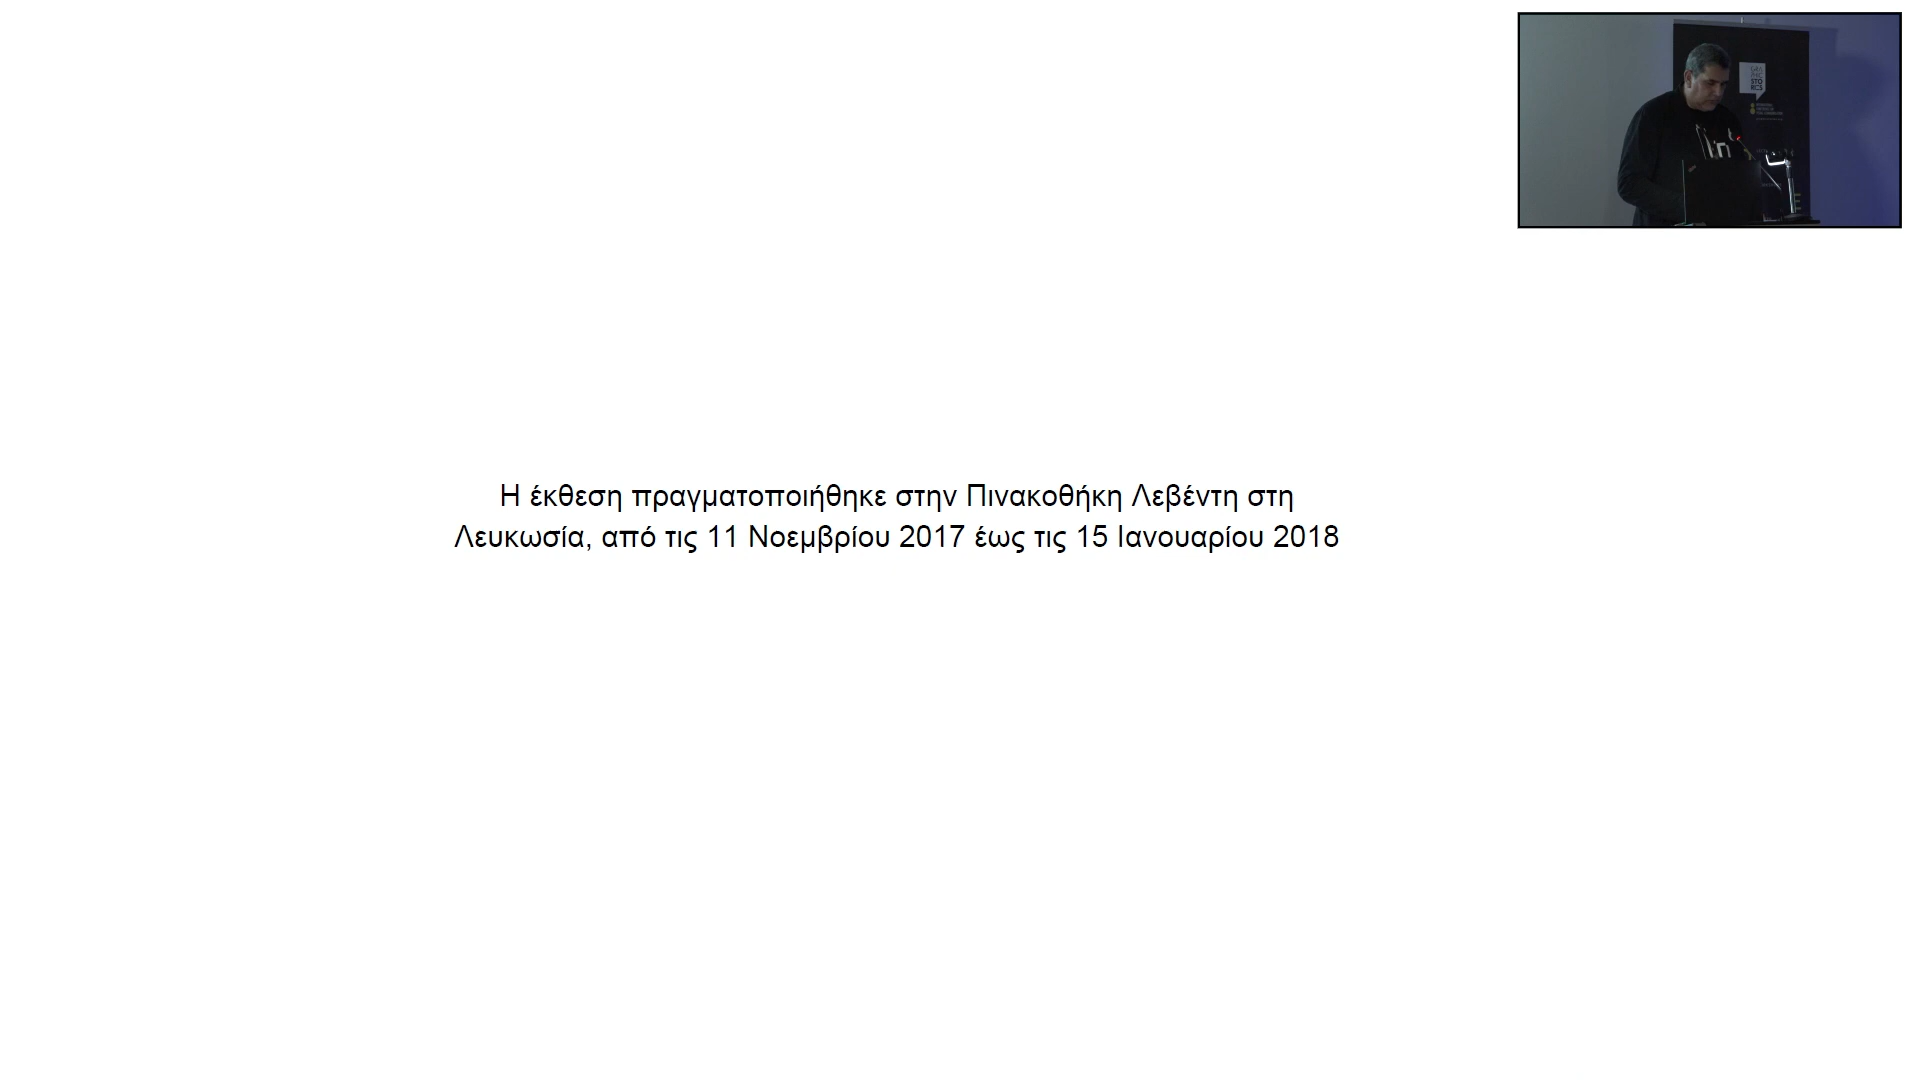 Η έκθεση πραγματοποιήθηκε στην Πινακοθήκη Λεβέντη στη
Λευκωσία, από τις 11 Νοεμβρίου 2017 έως τις 15 Ιανουαρίου 2018